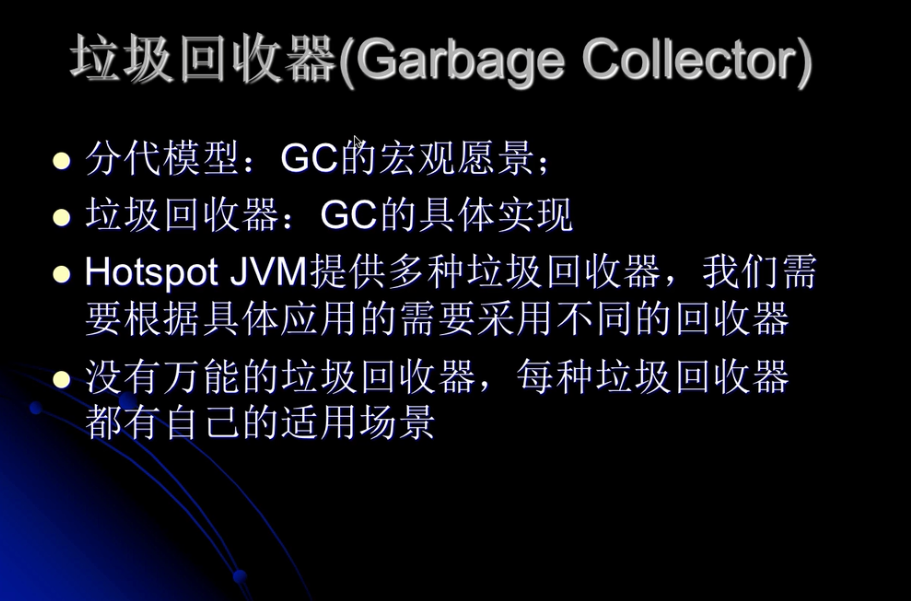 垃圾回收器(Garbage Collector)
分代模型：GC的宏观愿景；
垃圾回收器：GC的具体实现
Hotspot JVM提供多种垃圾回收器，我们需
要根据具体应用的需要采用不同的回收器
没有万能的垃圾回收器，每种垃圾回收器
都有自己的适用场景